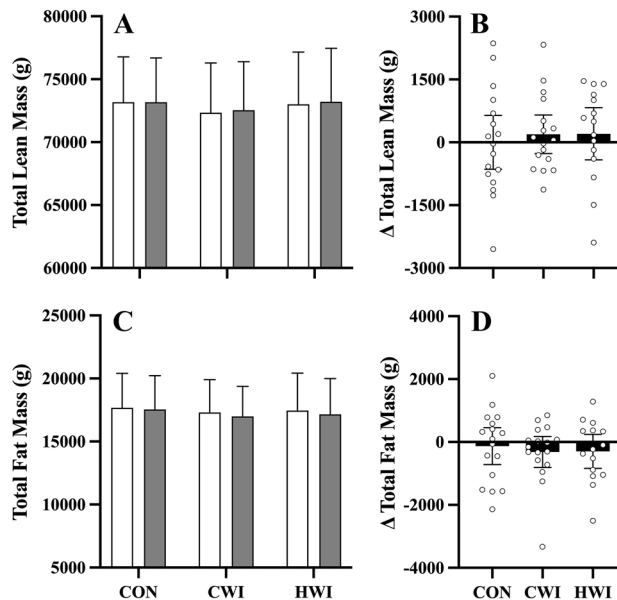 A
Total Lean Mass (g)
80000
75000
70000
65000
60000
B
Δ Total Lean Mass (g)
3000
1500
0
-1500
-3000
C
Total Fat Mass (g)
25000
20000
15000
10000
5000
CON CWI HWI
D
Δ Total Fat Mass (g)
4000
2000
0
-2000
-4000
CON CWI HWI